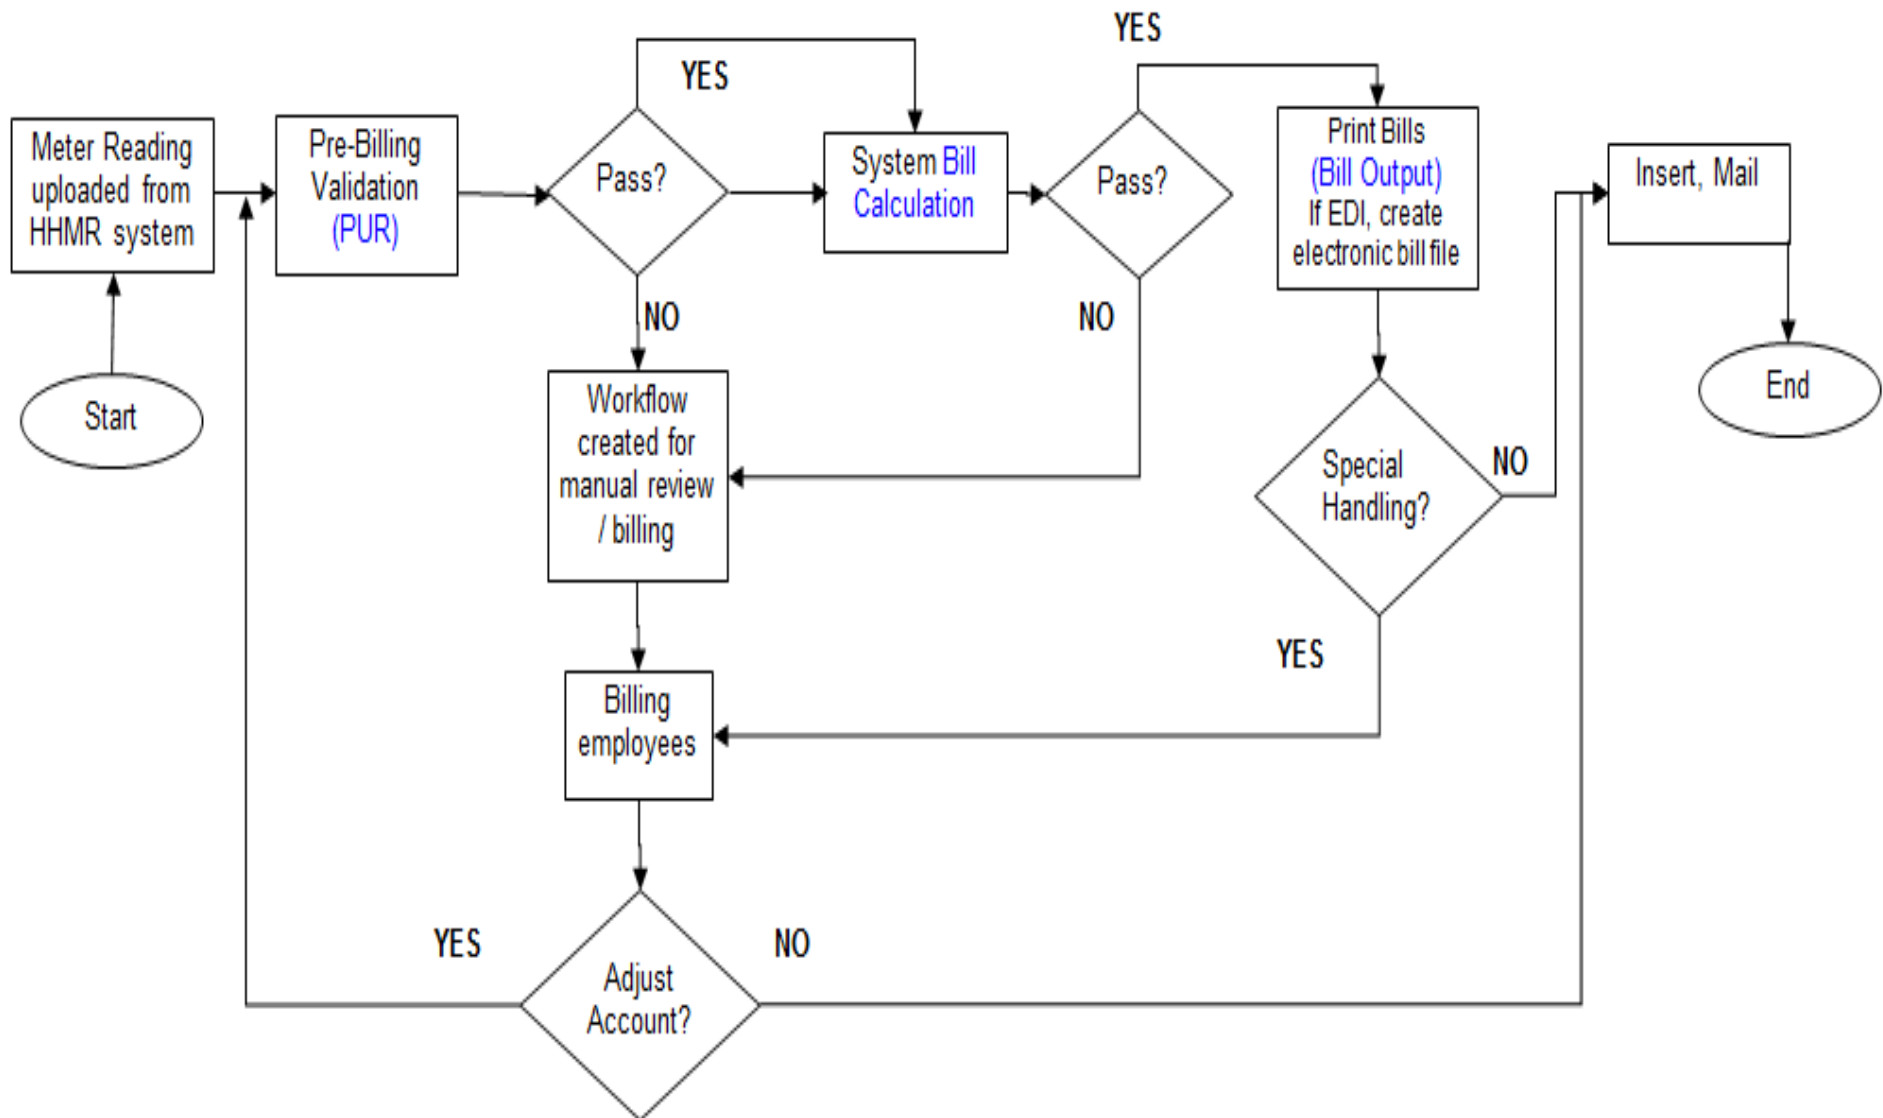 YES
YES
Meter Reading
uploaded from
HHMR system
Pre-Billing
Validation
(PUR)
Pass?
System Bill
Calculation
Pass?
Print Bills
(Bill Output)
If EDI, create
electronic bill file
Insert, Mail
NO
NO
Start
Workflow
created for
manual review
/ billing
End
Special
Handling?
NO
YES
Billing
employees
YES
NO
Adjust
Account?